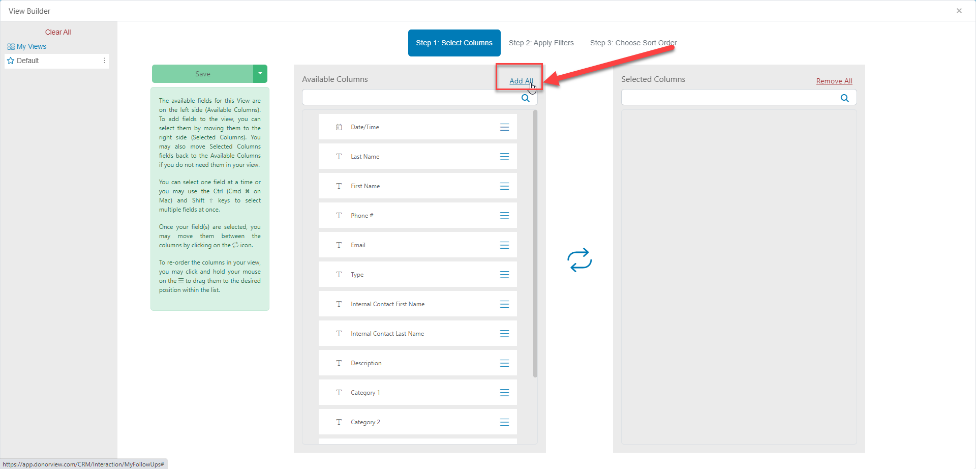 View Builder
×
Clear All
My Views
Default
Step 1: Select Columns
Step 2: Apply Filters
Step 3: Choose Sort Order
Save
The available fields for this View are
on the left side (Available Columns).
To add fields to the view, you can
select them by moving them to the
right side (Selected Columns). You
may also move Selected Columns
fields back to the Available Columns
if you do not need them in your view.
You can select one field at a time or
you may use the Ctrl (Cmd ⌘ on
Mac) and Shift ⇧ keys to select
multiple fields at once.
Once your field(s) are selected, you
may move them between the
columns by clicking on the icon.
To re-order the columns in your view,
you may click and hold your mouse
on the ☰ to drag them to the desired
position within the list.
Available Columns
Add All
Date/Time
Last Name
First Name
Phone #
Email
Type
Internal Contact First Name
Internal Contact Last Name
Description
Category 1
Category 2
Selected Columns
Remove All
https://app.donorview.com/CRM/Interaction/MyFollowUps#